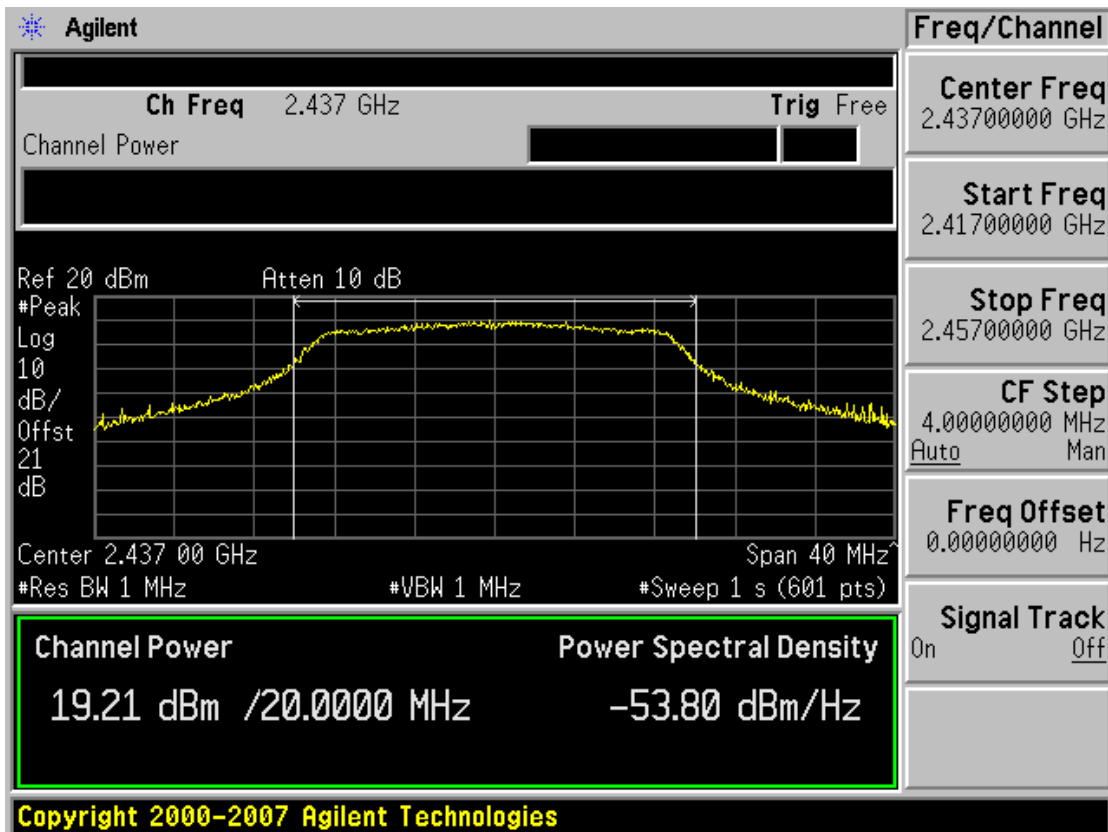 Agilent
Freq/Channel
Ch Freq 2.437 GHz Trig Free
Channel Power
Center Freq
2.43700000 GHz
Start Freq
2.41700000 GHz
Stop Freq
2.45700000 GHz
CF Step
4.00000000 MHz
Auto Man
Freq Offset
0.00000000 Hz
Signal Track
On Off
Ref 20 dBm Atten 10 dB
#Peak
Log
10
dB/
Offst
21
dB
Center 2.437 00 GHz Span 40 MHz^
#Res BW 1 MHz #VBW 1 MHz #Sweep 1 s (601 pts)
Channel Power Power Spectral Density
19.21 dBm /20.0000 MHz -53.80 dBm/Hz
Copyright 2000-2007 Agilent Technologies